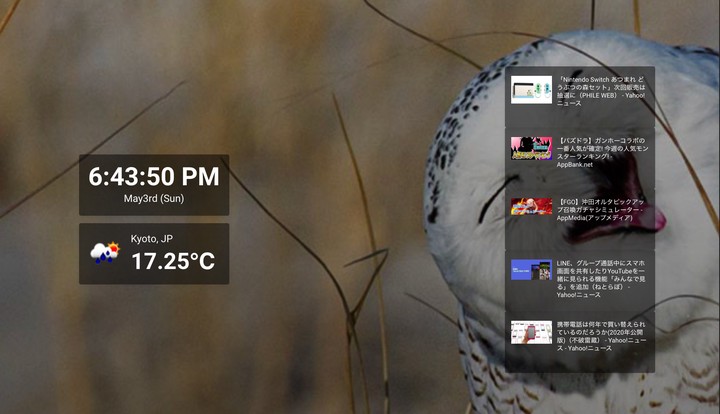 6:43:50 PM
May3rd (Sun)
Kyoto, JP
17.25°C
「Nintendo Switch あつまれ ど
うぶつの森セット」次回販売は
抽選に（PHILE WEB） - Yahoo!
ニュース
【パズドラ】ガンホーコラボの
一番人気が確定! 今週の人気モン
スターランキング! -
AppBank.net
【FGO】沖田オルタピックアッ
プ召喚ガチャシミュレーター -
AppMedia(アップメディア)
LINE、グループ通話中にスマホ
画面を共有したりYouTubeを一
緒に見られる機能「みんなで見
る」を追加（ねとらぼ） -
Yahoo!ニュース
携帯電話は何年で買い替えられ
ているのだろうか(2020年公開
版)（不破雷蔵） - Yahoo!ニュー
ス - Yahoo!ニュース